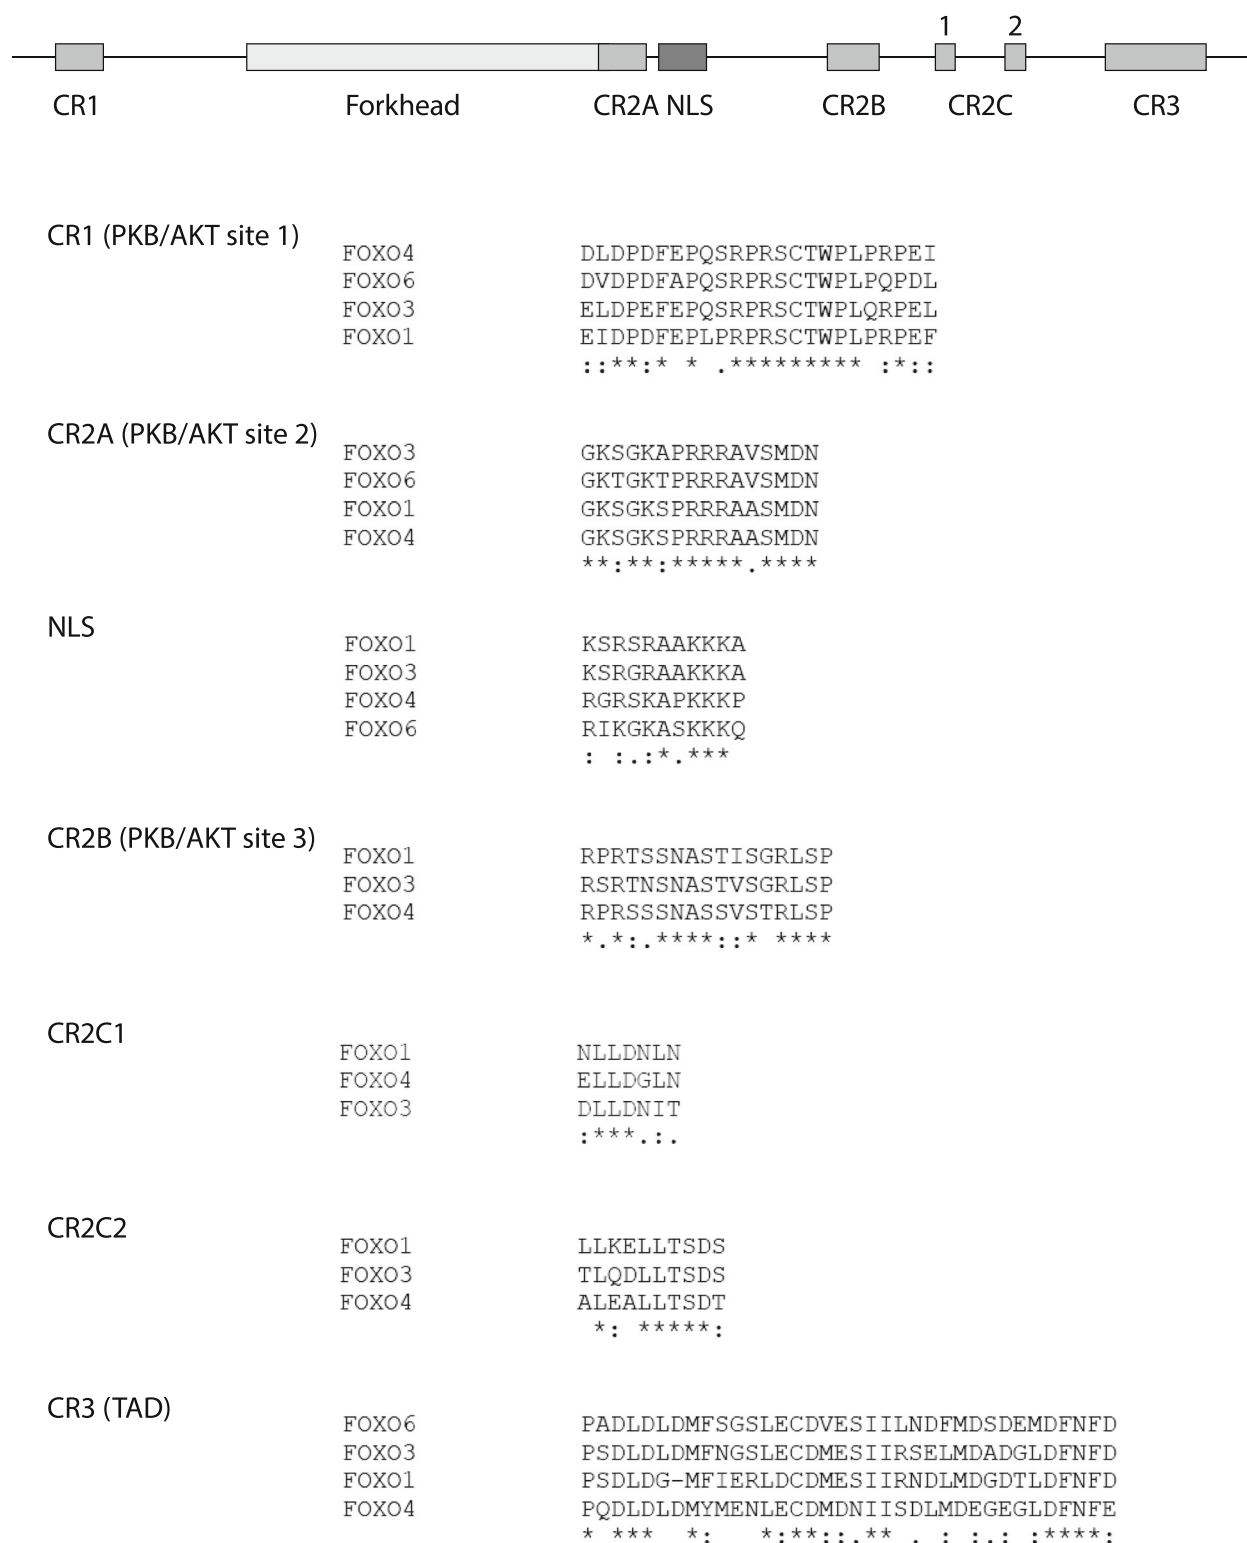 1 2
CR1 Forkhead CR2A NLS CR2B CR2C CR3
CR1 (PKB/AKT site 1)
FOXO4 DLDPDFEPQSRPRSCTWPLPRPEI
FOXO6 DVDPDFAPQSRPRSCTWPLPQPDL
FOXO3 ELDPEFEPQSRPRSCTWPLQRPEL
FOXO1 EIDPDFEPLPRPRSCTWPLPRPEF
::**:* * .********* :*::
CR2A (PKB/AKT site 2)
FOXO3 GKSGKAPRRRAVSMDN
FOXO6 GKTGKTPRRRAVSMDN
FOXO1 GKSGKSPRRRAASMDN
FOXO4 GKSGKSPRRRAASMDN
**:**:*****.****
NLS
FOXO1 KSRSRAAKKKA
FOXO3 KSRGRAAKKKA
FOXO4 RGRSKAPKKKP
FOXO6 RIKGKASKKKQ
: :.:*.***
CR2B (PKB/AKT site 3)
FOXO1 RPRTSSNASTISGRLSP
FOXO3 RSRTNSNASTVSGRLSP
FOXO4 RPRSSSNASSVSTRLSP
*.*:.****::* ****
CR2C1
FOXO1 NLLDNLN
FOXO4 ELLDGLN
FOXO3 DLLDNIT
:***.:.
CR2C2
FOXO1 LLKELLTSDS
FOXO3 TLQDLLTSDS
FOXO4 ALEALLTSDT
*: *****:
CR3 (TAD)
FOXO6 PADLDLDMFSGSLECDVESIILNDFMDSDEMDFNFD
FOXO3 PSDLDLDMFNGSLECDMESIIRSELMDADGLDFNFD
FOXO1 PSDLDG-MFIERLDCDMESIIRNDLMDGDTLDFNFD
FOXO4 PQDLDLDMYMENLECDMDNIISDLMDEGEGLDFNFE
* *** *: *:**::.** . : :.: :****: